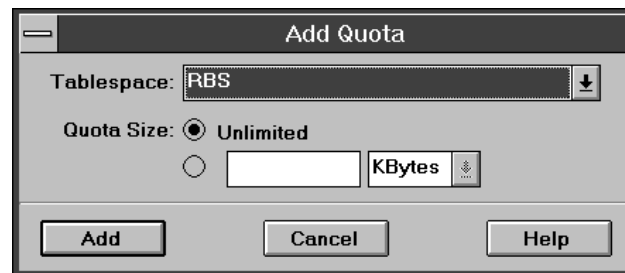 Add Quota
Tablespace: RBS
Quota Size: Unlimited
KBytes
Add Cancel Help